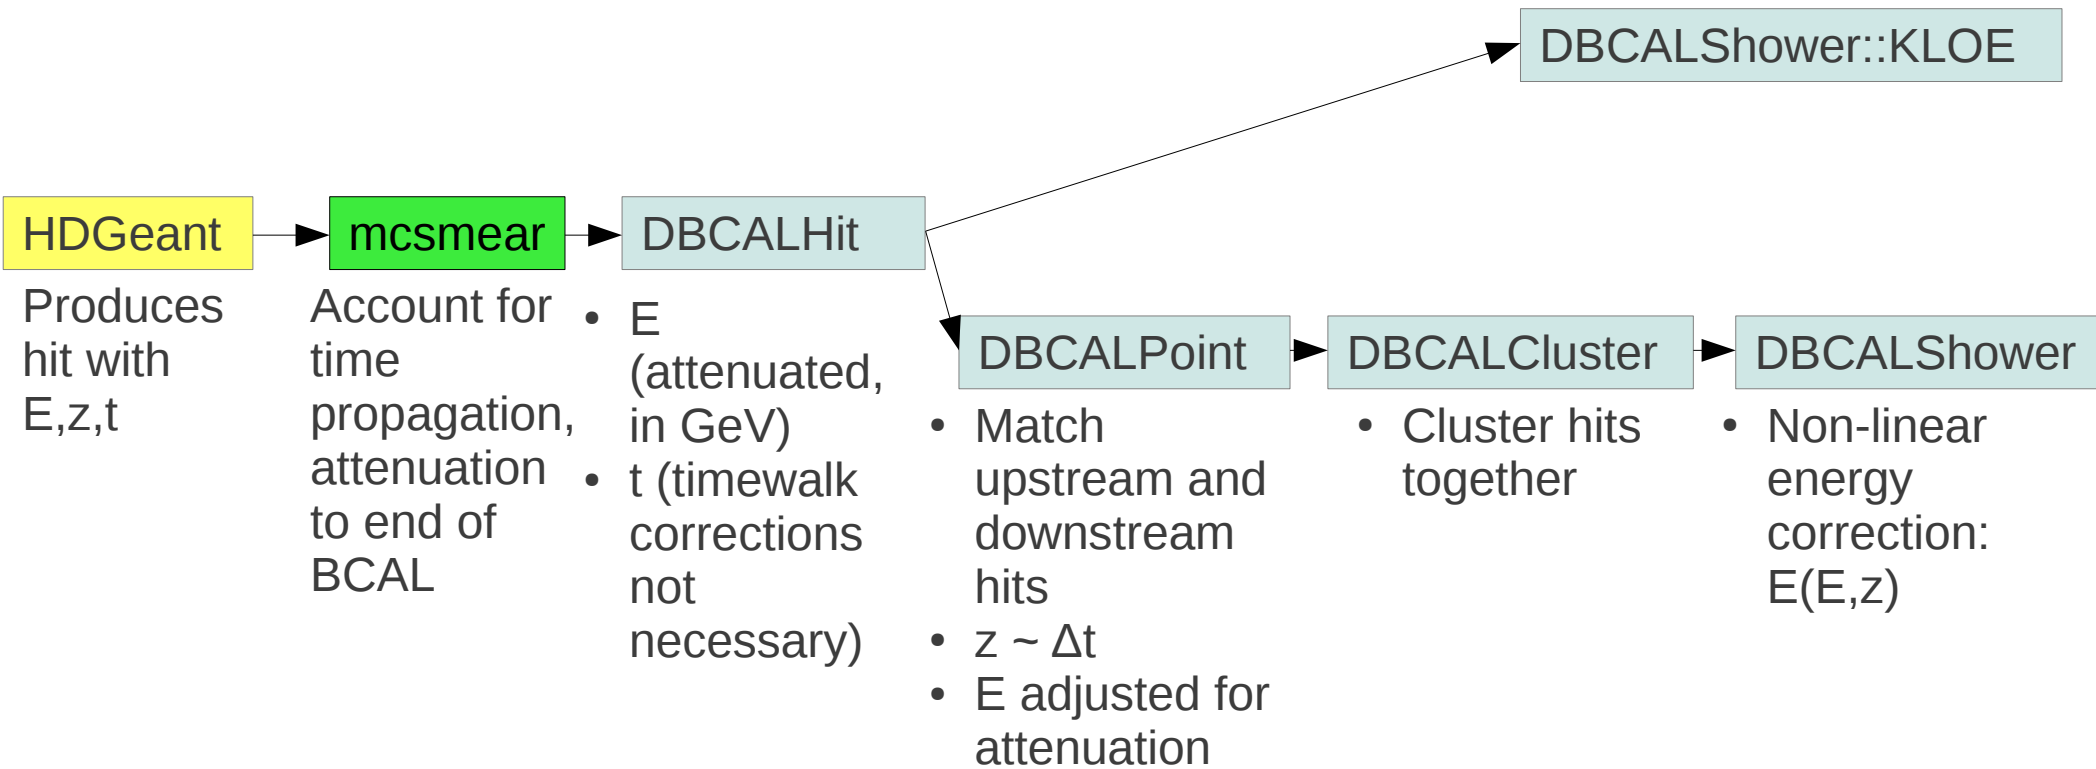 DBCALShower::KLOE
HDGeant
mcsmear
DBCALHit
Produces
hit with
E,z,t
Account for
time
propagation,
attenuation
to end of
BCAL
• E
(attenuated,
in GeV)
• t (timewalk
corrections
not
necessary)
DBCALPoint
DBCALCluster
DBCALShower
• Match
upstream and
downstream
hits
• z ~ Δt
• E adjusted for
attenuation
• Cluster hits
together
• Non-linear
energy
correction:
E(E,z)